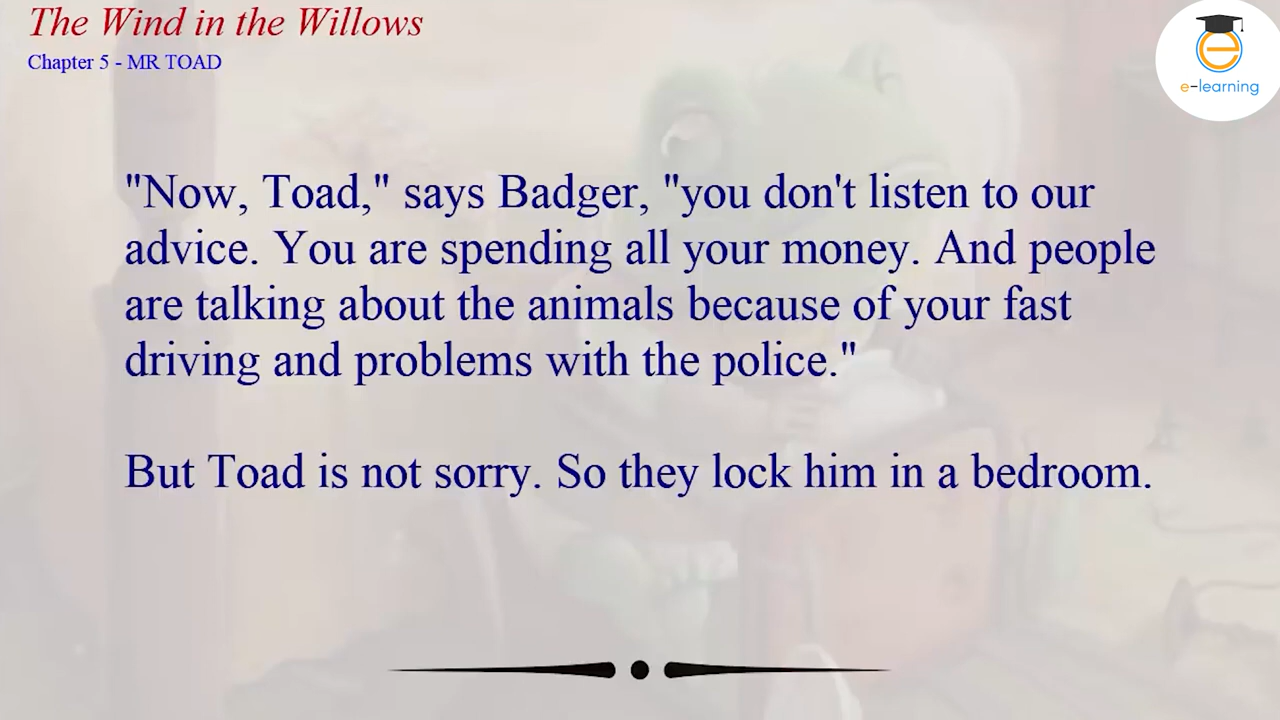 The Wind in the Willows
Chapter 5 - MR TOAD
e-learning
"Now, Toad," says Badger, "you don't listen to our
advice. You are spending all your money. And people
are talking about the animals because of your fast
driving and problems with the police."
But Toad is not sorry. So they lock him in a bedroom.